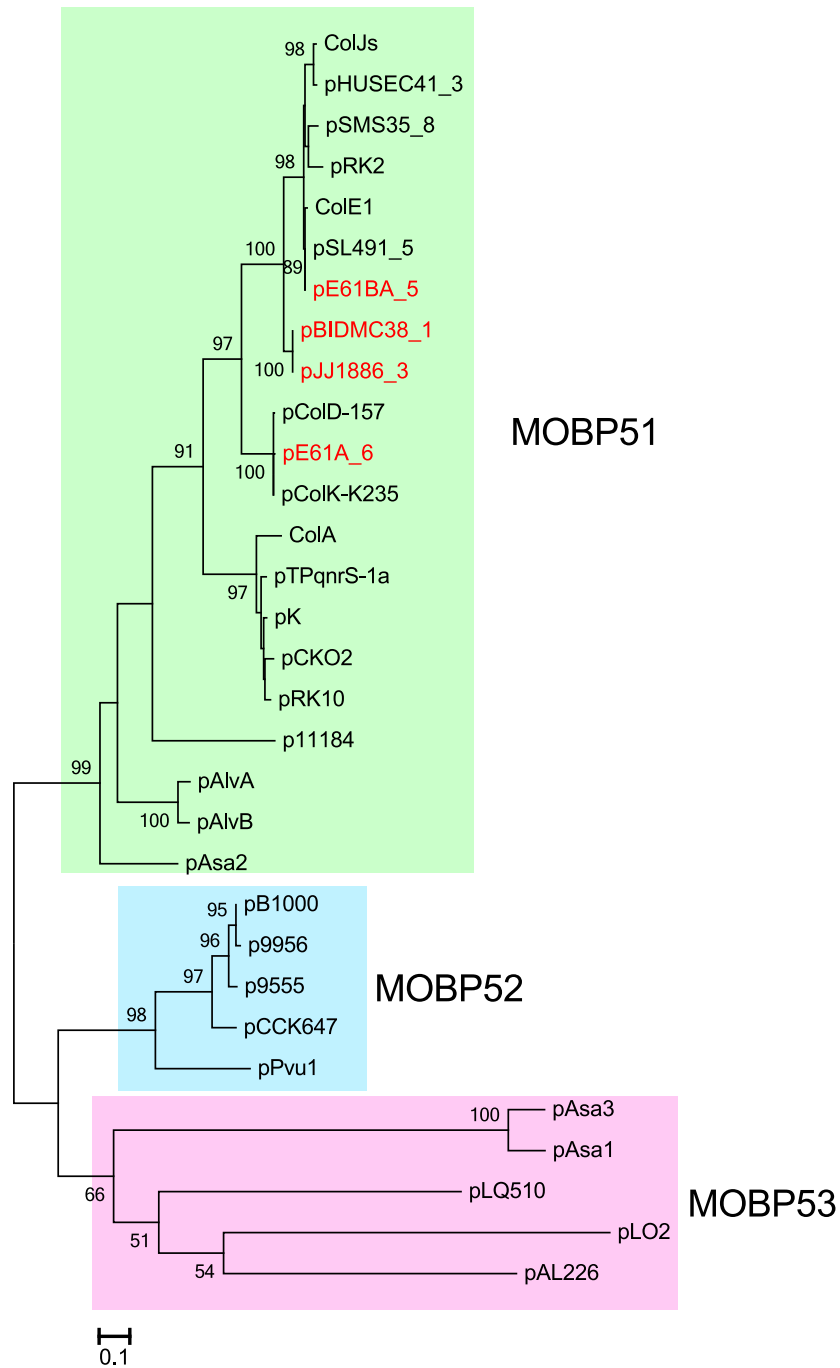 98
ColJs
pHUSEC41_3
pSMS35_8
98
pRK2
ColE1
100
pSL491_5
89
pE61BA_5
pBIDMC38_1
97
100
pJJ1886_3
pColD-157
MOBP51
91
pE61A_6
100
pColK-K235
ColA
pTPqnrS-1a
97
pK
pCKO2
pRK10
p11184
99
pAlvA
100
pAlvB
pAsa2
95
pB1000
96
p9956
97
p9555
MOBP52
98
pCCK647
pPvu1
100
pAsa3
pAsa1
66
pLQ510
MOBP53
51
pLO2
54
pAL226
0.1